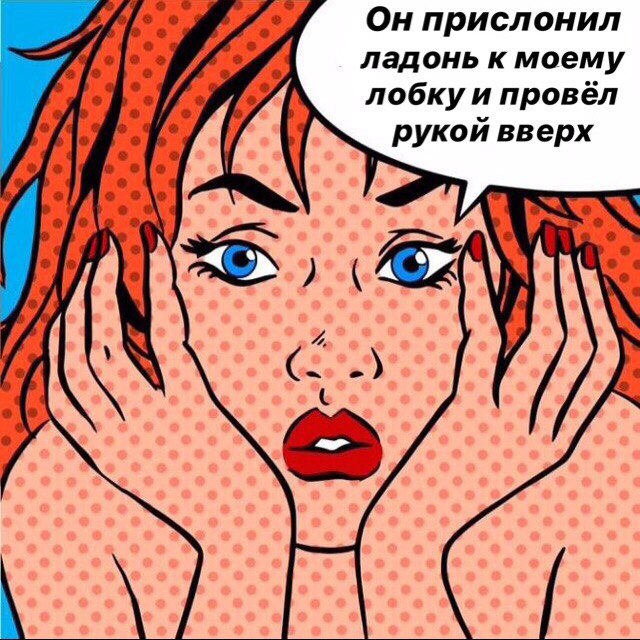 Он прислонил
ладонь к моему
лобку и провёл
рукой вверх